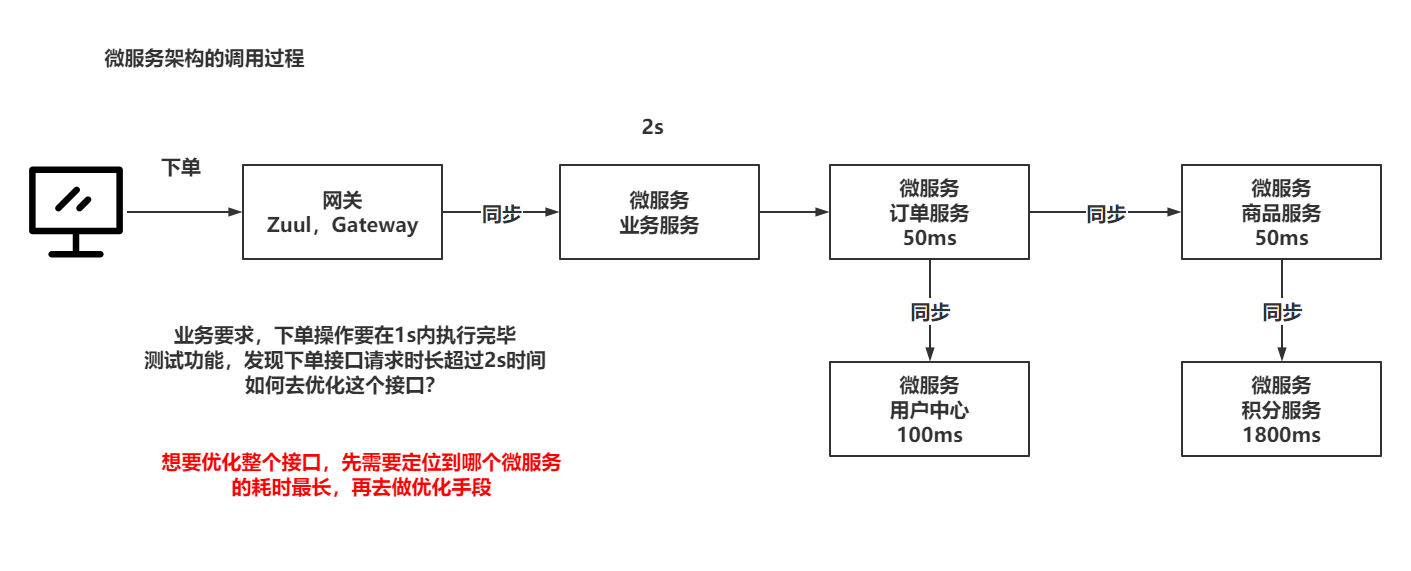 微服务架构的调用过程
2s
下单
网关
Zuul，Gateway
同步
微服务
业务服务
微服务
订单服务
50ms
同步
微服务
商品服务
50ms
同步
同步
业务要求，下单操作要在1s内执行完毕
测试功能，发现下单接口请求时长超过2s时间
如何去优化这个接口？
微服务
用户中心
100ms
微服务
积分服务
1800ms
想要优化整个接口，先需要定位到哪个微服务
的耗时最长，再去做优化手段